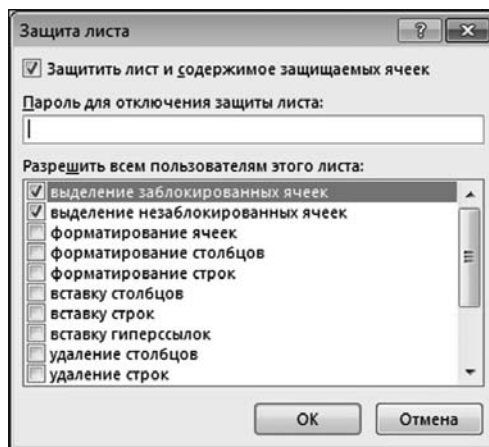 Защита листа
Защитить лист и содержимое защищаемых ячеек
Пароль для отключения защиты листа:
Разрешить всем пользователям этого листа:
выделение заблокированных ячеек
выделение незаблокированных ячеек
форматирование ячеек
форматирование столбцов
форматирование строк
вставку столбцов
вставку строк
вставку гиперссылок
удаление столбцов
удаление строк
ОК
Отмена